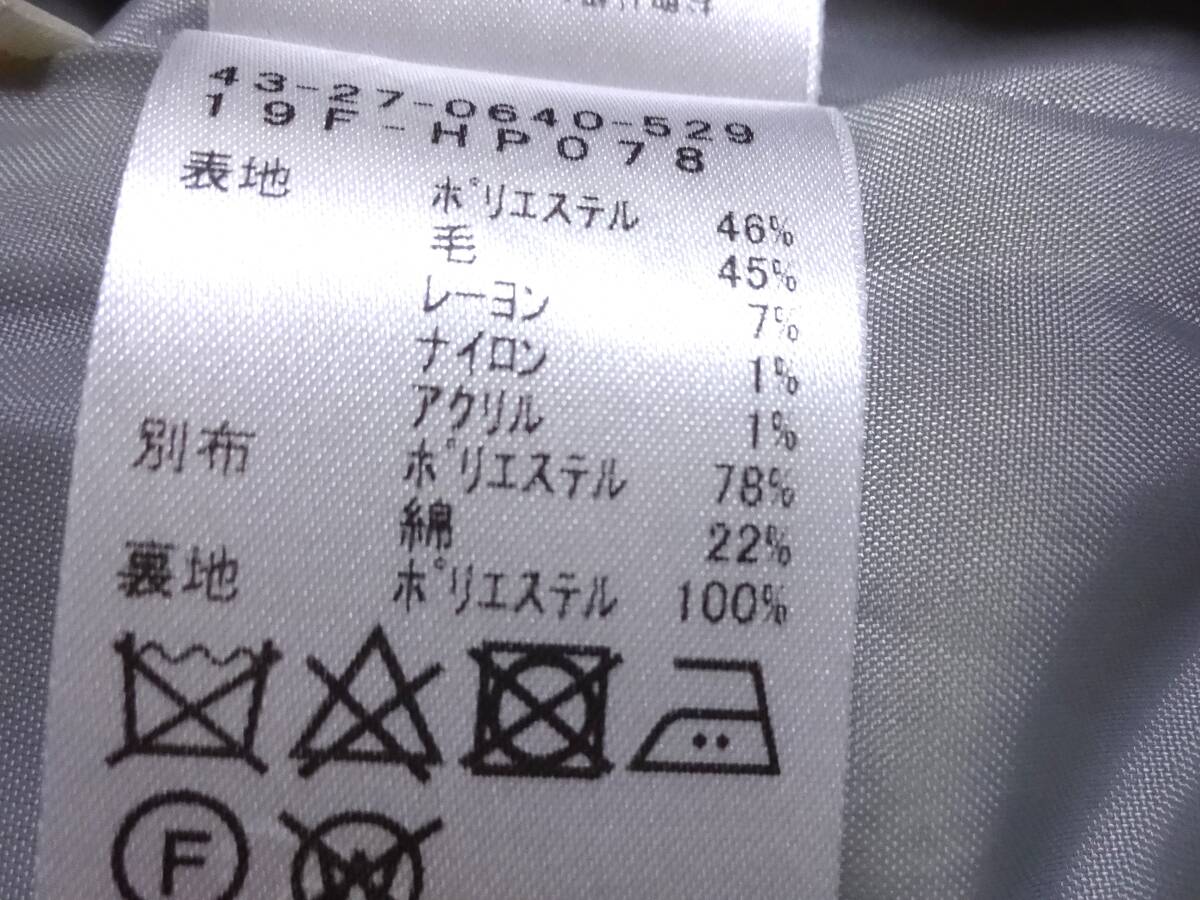 43-27-0640-529
19F-HP078
表地 ポリエステル 46%
毛 45%
レーヨン 7%
ナイロン 1%
アクリル 1%
別布 ポリエステル 78%
綿 22%
裏地 ポリエステル 100%
F
W